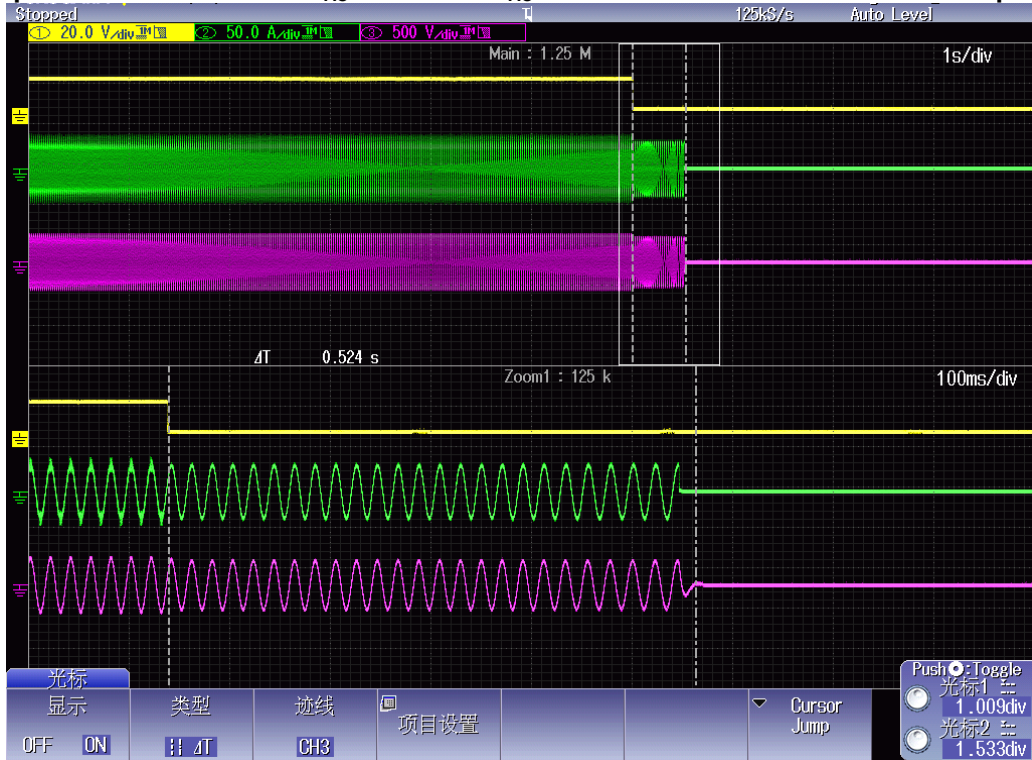 Stopped 125kS/s Auto Level
① 20.0 V/div ② 50.0 A/div ③ 500 V/div
Main : 1.25 M 1s/div
ΔT 0.524 s
Zoom1 : 125 k 100ms/div
光标
Push :Toggle
显示 类型 迹线 项目设置 Cursor Jump
OFF ON ΔT CH3
光标1
1.009div
光标2
1.533div